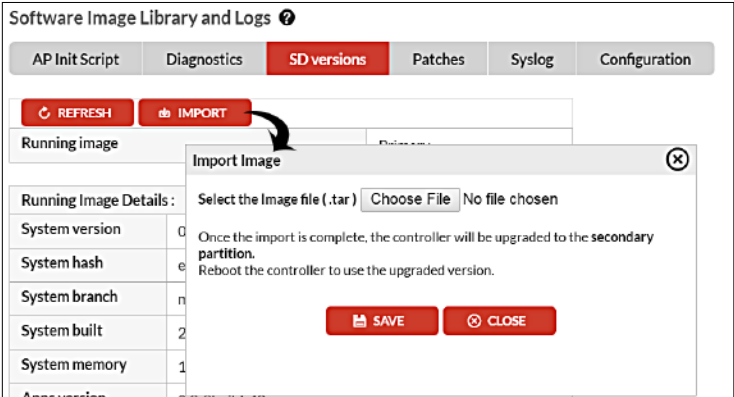 Software Image Library and Logs ?
AP Init Script Diagnostics SD versions Patches Syslog Configuration
REFRESH IMPORT
Running image
Import Image
Running Image Details :
Select the Image file ( .tar ) Choose File No file chosen
System version 0
Once the import is complete, the controller will be upgraded to the secondary
partition.
System hash e
Reboot the controller to use the upgraded version.
System branch
SAVE CLOSE
System built 2
System memory 1